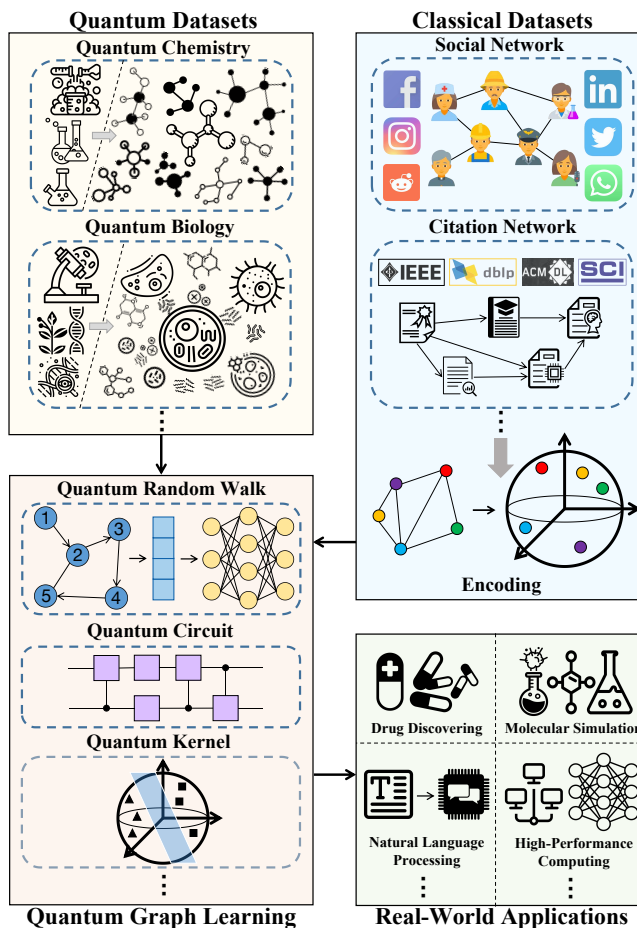 Quantum Datasets
Quantum Chemistry
Quantum Biology
Classical Datasets
Social Network
f
in
Citation Network
IEEE
dblp
ACM DL
SCI
Encoding
Quantum Random Walk
1
2
3
4
5
Quantum Circuit
Quantum Kernel
Quantum Graph Learning
Drug Discovering
Molecular Simulation
T
Natural Language
Processing
High-Performance
Computing
Real-World Applications